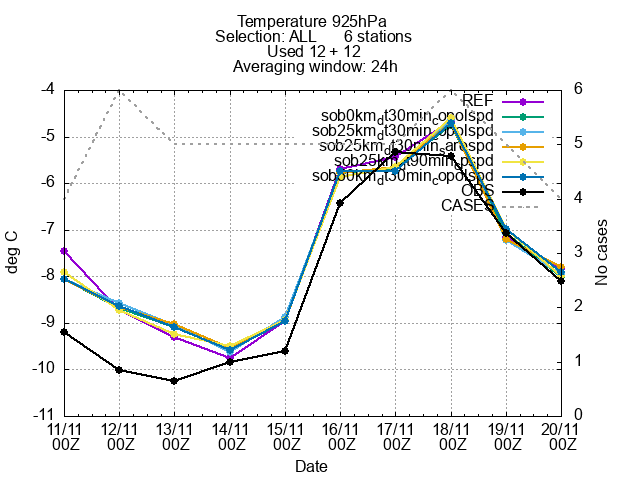 Temperature 925hPa
Selection: ALL 6 stations
Used 12 + 12
Averaging window: 24h
-4
-5
-6
-7
-8
-9
-10
-11
deg C
6
5
4
3
2
1
0
No cases
REF
sob0km_dt30min_copolspd
sob25km_dt30min_copolspd
sob25km_dt30min_arospd
OBS
CASES
11/11 12/11 13/11 14/11 15/11 16/11 17/11 18/11 19/11 20/11
00Z 00Z 00Z 00Z 00Z 00Z 00Z 00Z 00Z 00Z
Date